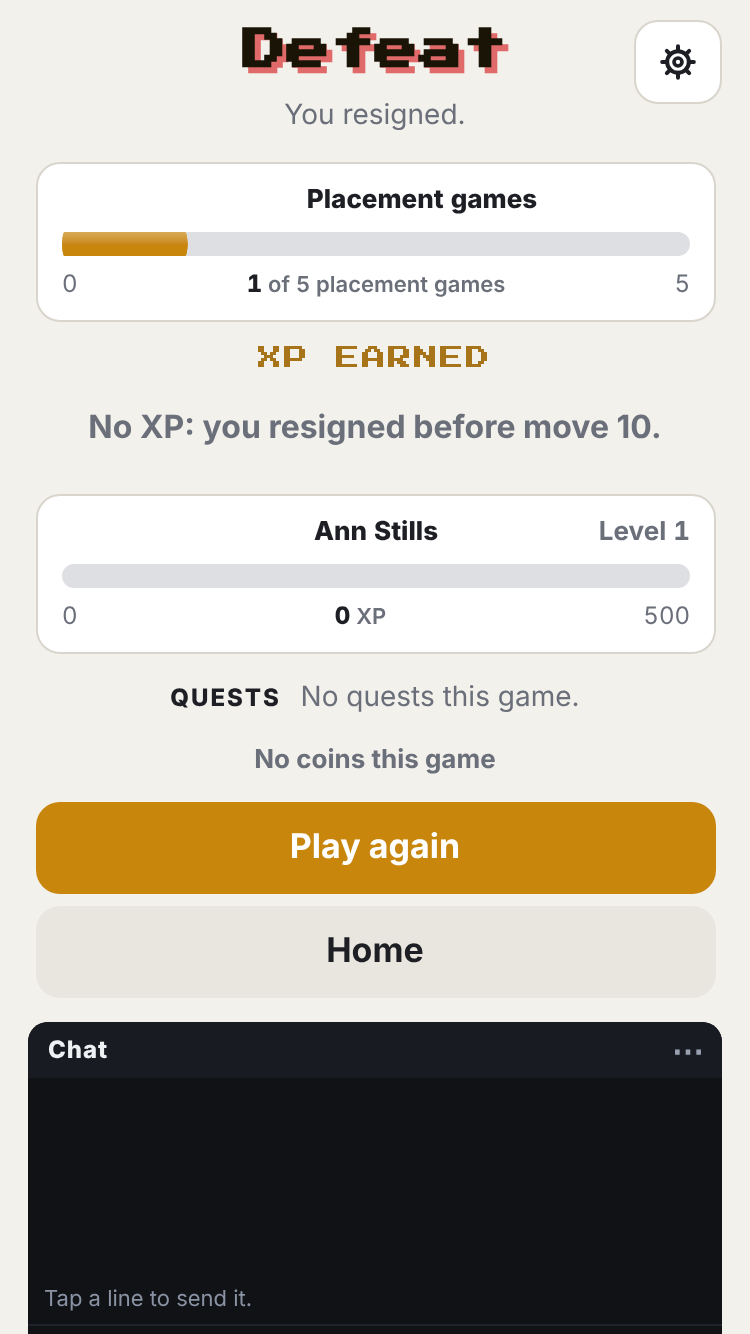 Defeat
You resigned.
Placement games
0 1 of 5 placement games 5
XP EARNED
No XP: you resigned before move 10.
Ann Stills Level 1
0 0 XP 500
QUESTS No quests this game.
No coins this game
Play again
Home
Chat ...
Tap a line to send it.